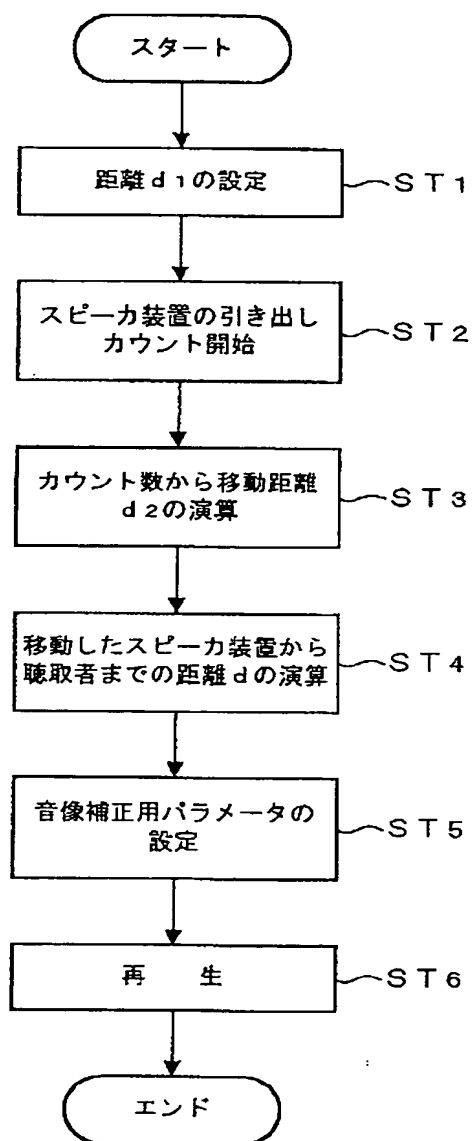 スタート
距離d1の設定
ST1
スピーカ装置の引き出し
カウント開始
ST2
カウント数から移動距離
d2の演算
ST3
移動したスピーカ装置から
聴取者までの距離dの演算
ST4
音像補正用パラメータの
設定
ST5
再 生
ST6
エンド